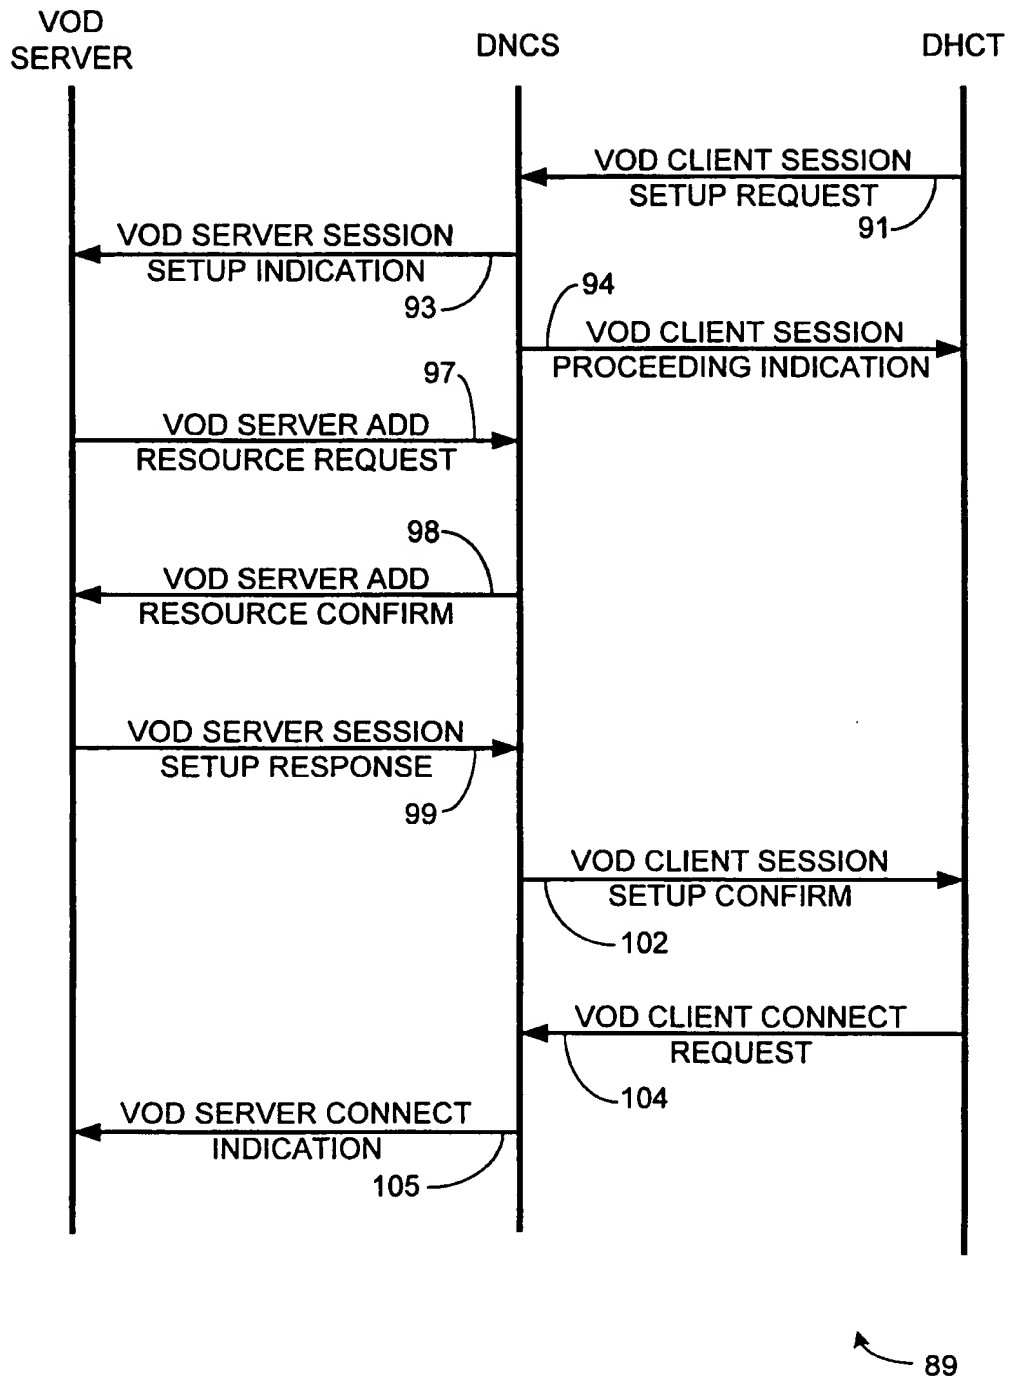 VOD
SERVER
DNCS
DHCT
VOD CLIENT SESSION
SETUP REQUEST
91
VOD SERVER SESSION
SETUP INDICATION
93
94
VOD CLIENT SESSION
PROCEEDING INDICATION
97
VOD SERVER ADD
RESOURCE REQUEST
98
VOD SERVER ADD
RESOURCE CONFIRM
VOD SERVER SESSION
SETUP RESPONSE
99
VOD CLIENT SESSION
SETUP CONFIRM
102
VOD CLIENT CONNECT
REQUEST
104
VOD SERVER CONNECT
INDICATION
105
89